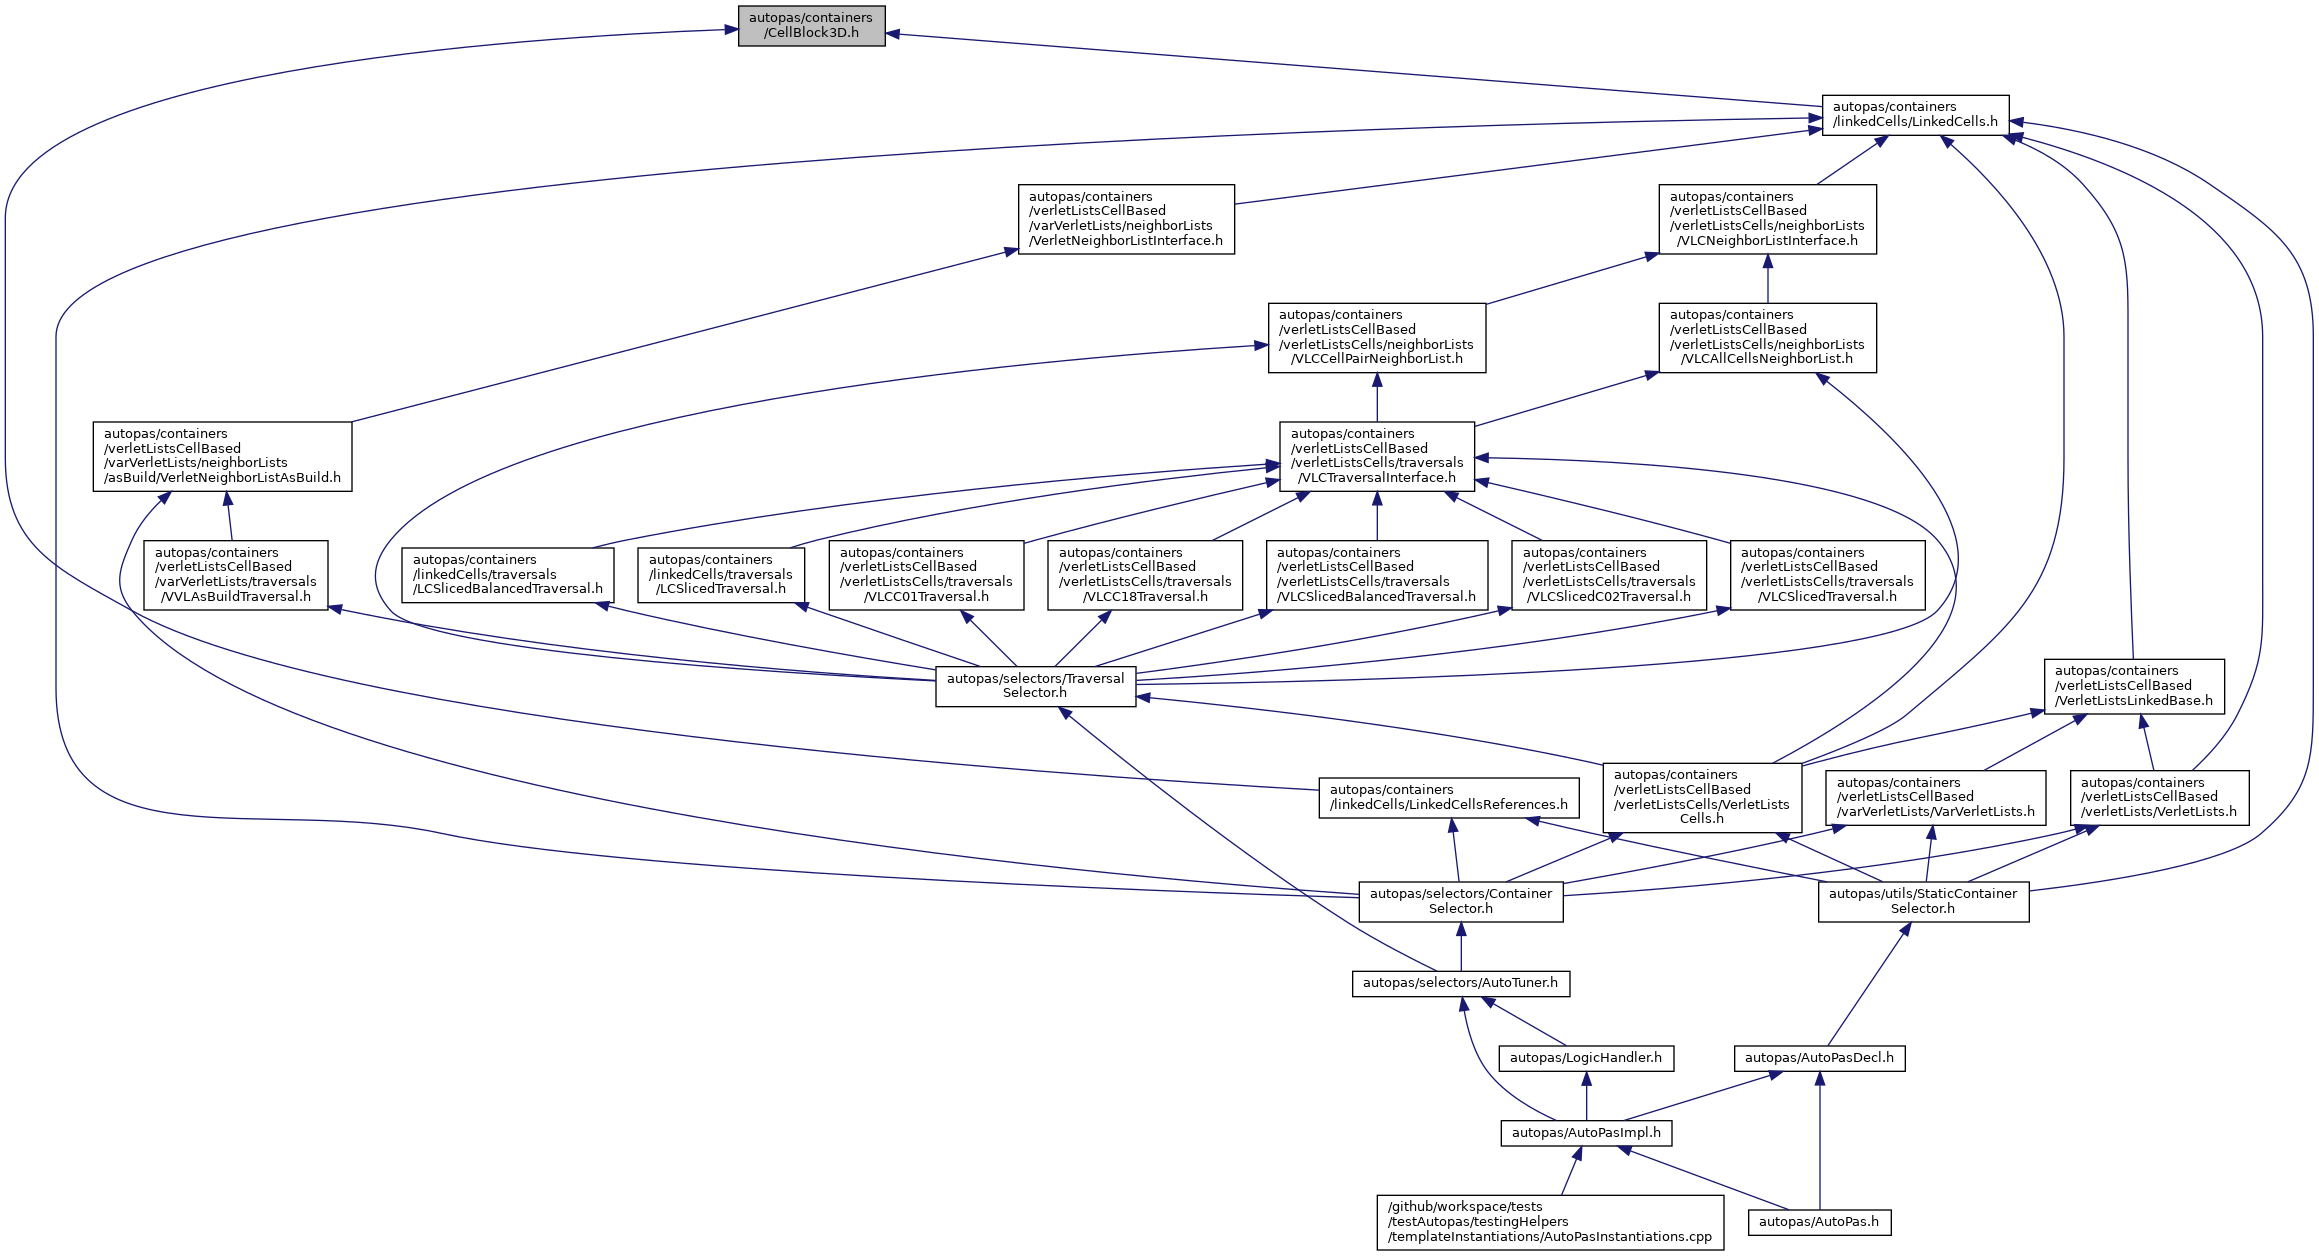 autopas/containers
/CellBlock3D.h
autopas/containers
/linkedCells/LinkedCells.h
autopas/containers
/verletListsCellBased
/varVerletLists/neighborLists
/VerletNeighborListInterface.h
autopas/containers
/verletListsCellBased
/verletListsCells/neighborLists
/VLCNeighborListInterface.h
autopas/containers
/verletListsCellBased
/verletListsCells/neighborLists
/VLCCellPairNeighborList.h
autopas/containers
/verletListsCellBased
/verletListsCells/neighborLists
/VLCAllCellsNeighborList.h
autopas/containers
/verletListsCellBased
/varVerletLists/neighborLists
/asBuild/VerletNeighborListAsBuild.h
autopas/containers
/verletListsCellBased
/verletListsCells/traversals
/VLCTraversalInterface.h
autopas/containers
/verletListsCellBased
/varVerletLists/traversals
/VVLAsBuildTraversal.h
autopas/containers
/linkedCells/traversals
/LCSlicedBalancedTraversal.h
autopas/containers
/linkedCells/traversals
/LCSlicedTraversal.h
autopas/containers
/verletListsCellBased
/verletListsCells/traversals
/VLCC01Traversal.h
autopas/containers
/verletListsCellBased
/verletListsCells/traversals
/VLCC18Traversal.h
autopas/containers
/verletListsCellBased
/verletListsCells/traversals
/VLCSlicedBalancedTraversal.h
autopas/containers
/verletListsCellBased
/verletListsCells/traversals
/VLCSlicedC02Traversal.h
autopas/containers
/verletListsCellBased
/verletListsCells/traversals
/VLCSlicedTraversal.h
autopas/selectors/Traversal
Selector.h
autopas/containers
/verletListsCellBased
/VerletListsLinkedBase.h
autopas/containers
/linkedCells/LinkedCellsReferences.h
autopas/containers
/verletListsCellBased
/verletListsCells/VerletLists
Cells.h
autopas/containers
/verletListsCellBased
/varVerletLists/VarVerletLists.h
autopas/containers
/verletListsCellBased
/verletLists/VerletLists.h
autopas/selectors/Container
Selector.h
autopas/utils/StaticContainer
Selector.h
autopas/selectors/AutoTuner.h
autopas/LogicHandler.h
autopas/AutoPasDecl.h
autopas/AutoPasImpl.h
/github/workspace/tests
/testAutopas/testingHelpers
/templateInstantiations/AutoPasInstantiations.cpp
autopas/AutoPas.h